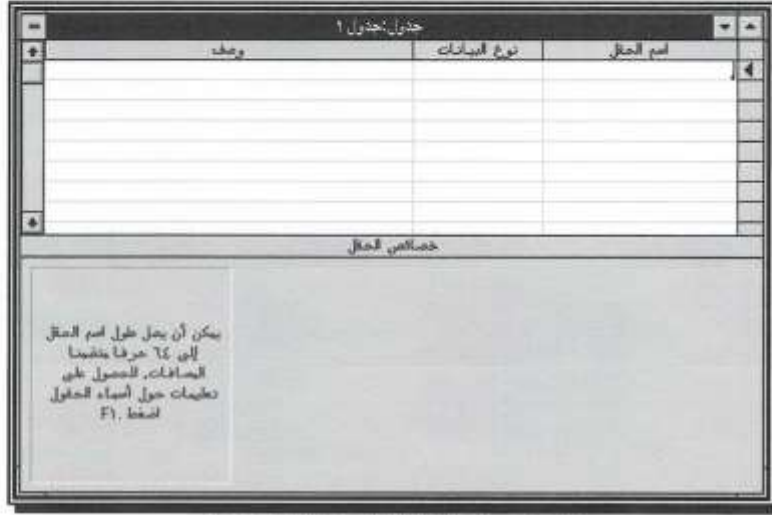 جدول:جدول ١
اسم الحقل نوع البيانات وصف
خصائص الحقل
يمكن أن يصل طول اسم الحقل
إلى ٦٤ حرفا متضمنا
المسافات. للحصول على
تعليمات حول أسماء الحقول
اضغط F١.